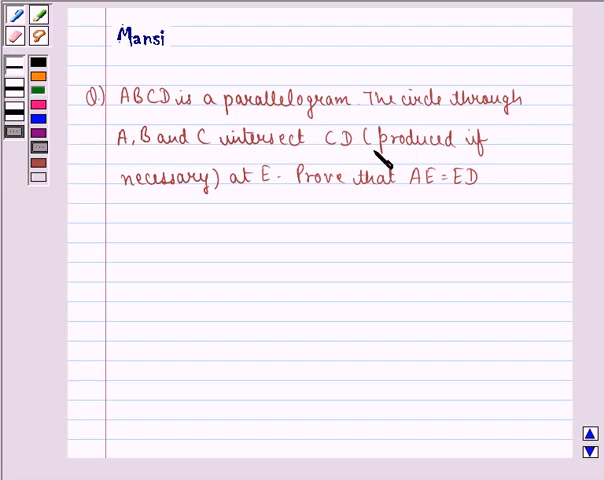 Mansi
Q.) ABCD is a parallelogram. The circle through
A, B and C intersect CD (produced if
necessary) at E. Prove that AE = ED